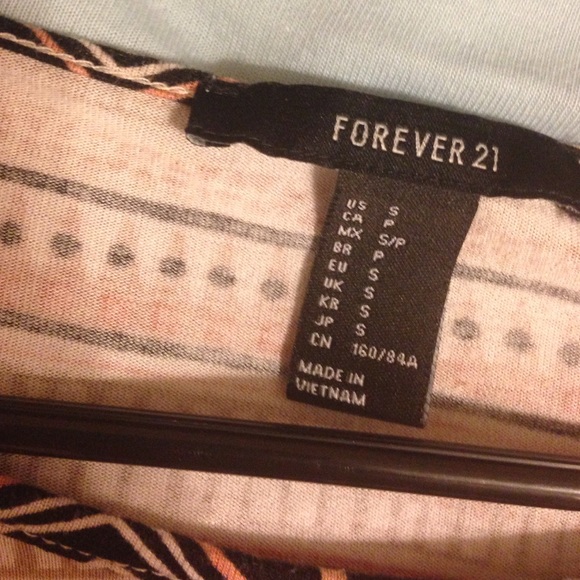 FOREVER 21
US S
CA P
MX S/P
BR P
EU S
UK S
KR S
JP S
CN 160/84A
MADE IN
VIETNAM